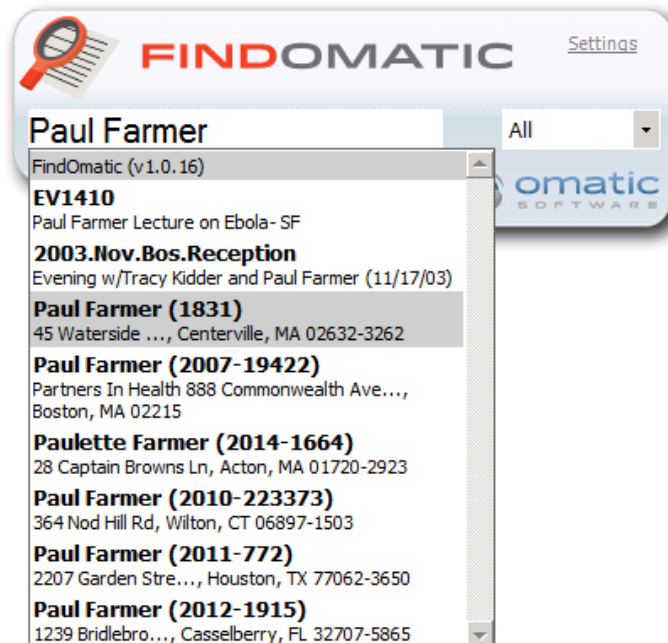 FINDOMATIC
Settings
Paul Farmer
All
FindOmatic (v1.0.16)
omatic
SOFTWARE
EV1410
Paul Farmer Lecture on Ebola- SF
2003.Nov.Bos.Reception
Evening w/Tracy Kidder and Paul Farmer (11/17/03)
Paul Farmer (1831)
45 Waterside ..., Centerville, MA 02632-3262
Paul Farmer (2007-19422)
Partners In Health 888 Commonwealth Ave...,
Boston, MA 02215
Paulette Farmer (2014-1664)
28 Captain Browns Ln, Acton, MA 01720-2923
Paul Farmer (2010-223373)
364 Nod Hill Rd, Wilton, CT 06897-1503
Paul Farmer (2011-772)
2207 Garden Stre..., Houston, TX 77062-3650
Paul Farmer (2012-1915)
1239 Bridlebro..., Casselberry, FL 32707-5865